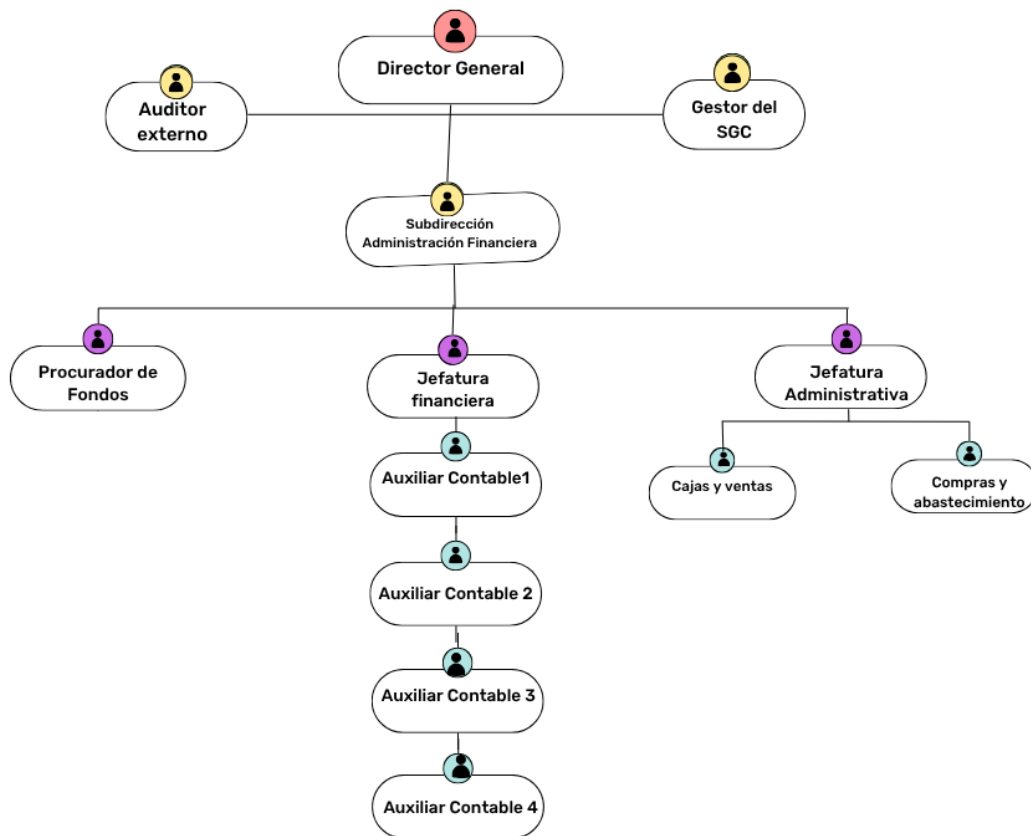 Director General
Auditor
externo
Gestor del
SGC
Subdirección
Administración Financiera
Procurador de
Fondos
Jefatura
financiera
Jefatura
Administrativa
Auxiliar Contable1
Cajas y ventas
Compras y
abastecimiento
Auxiliar Contable 2
Auxiliar Contable 3
Auxiliar Contable 4